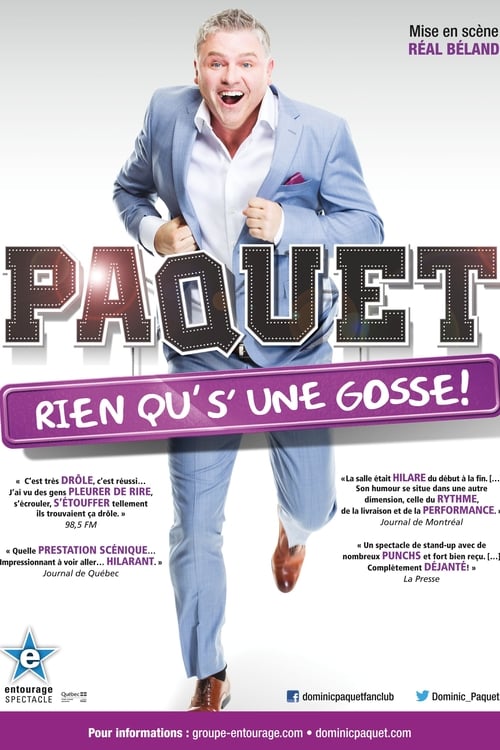 Mise en scène
RÉAL BÉLAND
PAQUET
RIEN QU'S' UNE GOSSE!
« C'est très DRÔLE, c'est réussi...
J'ai vu des gens PLEURER DE RIRE,
s'écrouler, S'ÉTOUFFER tellement
ils trouvaient ça drôle. »
98,5 FM
« Quelle PRESTATION SCÉNIQUE...
Impressionnant à voir aller... HILARANT. »
Journal de Québec
«La salle était HILARE du début à la fin. [...
Son humour se situe dans une autre
dimension, celle du RYTHME,
de la livraison et de la PERFORMANCE. »
Journal de Montréal
« Un spectacle de stand-up avec de
nombreux PUNCHS et fort bien reçu. [...]
Complètement DÉJANTÉ! »
La Presse
e
entourage
SPECTACLE
Québec
dominicpaquetfanclub
Dominic_Paquet
Pour informations : groupe-entourage.com • dominicpaquet.com